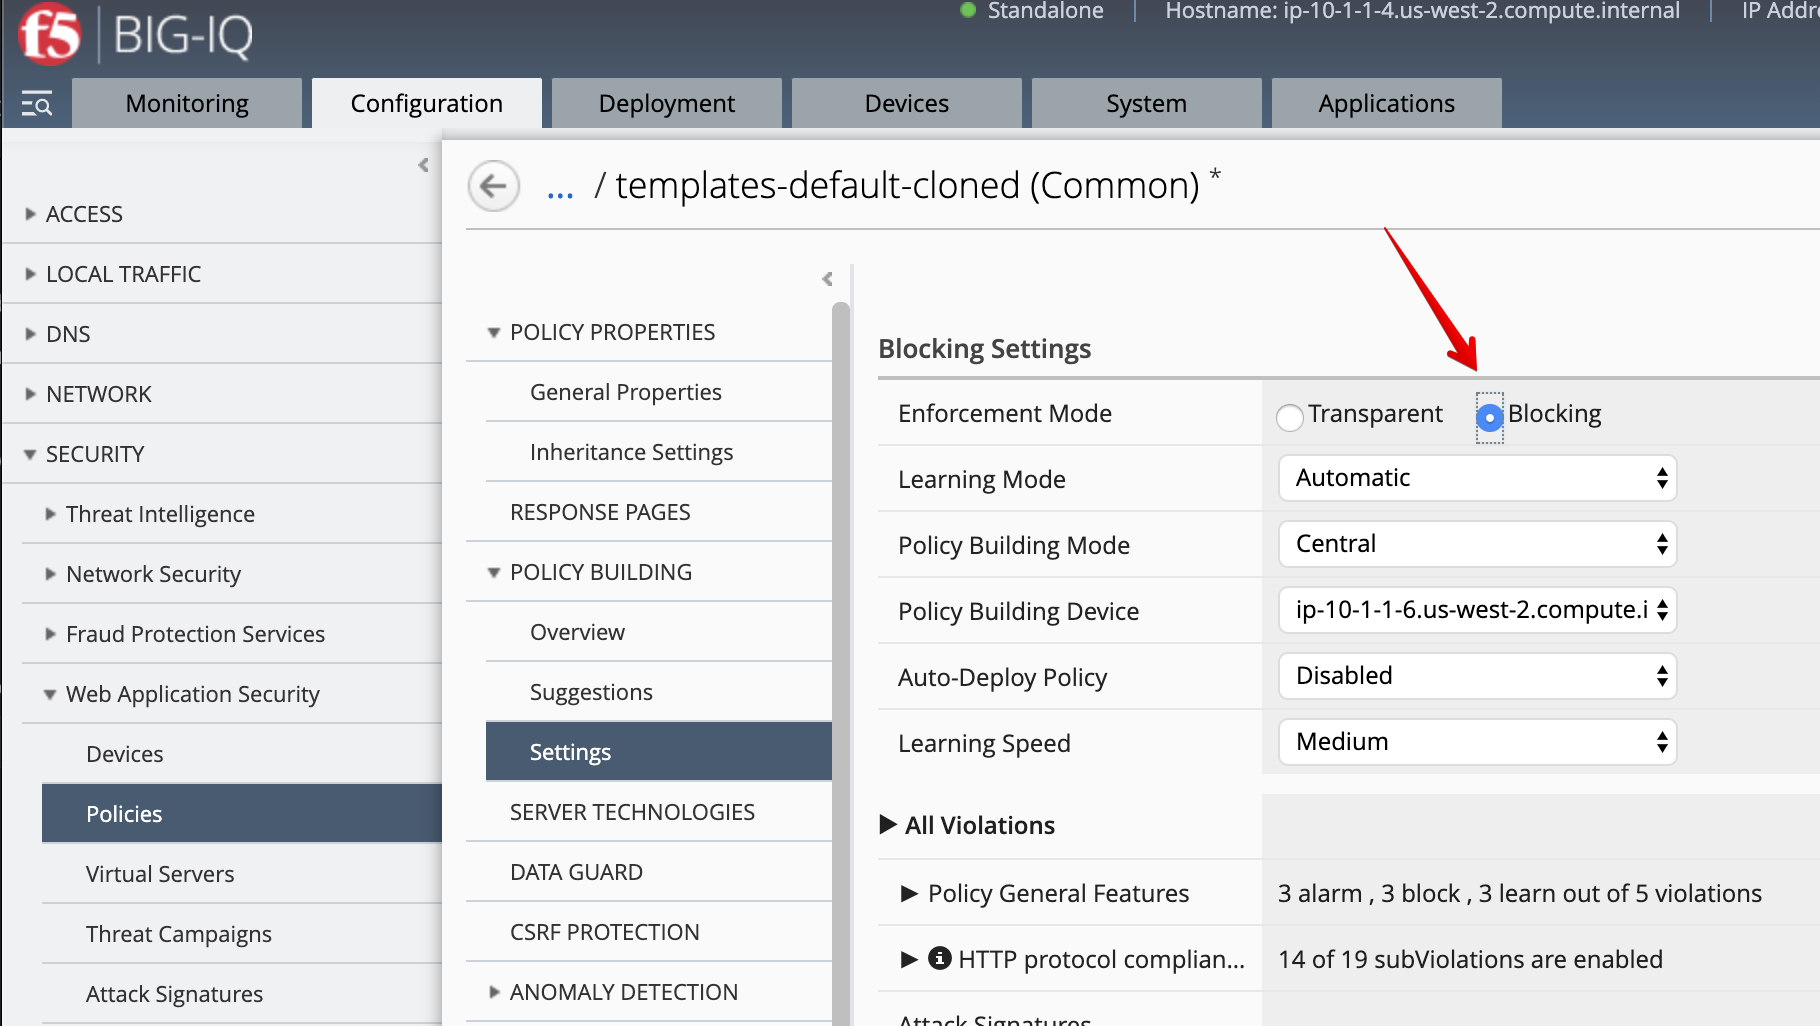 f5 BIG-IQ
Standalone Hostname: ip-10-1-1-4.us-west-2.compute.internal IP Addre
Monitoring Configuration Deployment Devices System Applications
... / templates-default-cloned (Common) *
ACCESS
LOCAL TRAFFIC
DNS
NETWORK
SECURITY
Threat Intelligence
Network Security
Fraud Protection Services
Web Application Security
Devices
Policies
Virtual Servers
Threat Campaigns
Attack Signatures
POLICY PROPERTIES
General Properties
Inheritance Settings
RESPONSE PAGES
POLICY BUILDING
Overview
Suggestions
Settings
SERVER TECHNOLOGIES
DATA GUARD
CSRF PROTECTION
ANOMALY DETECTION
Blocking Settings
Enforcement Mode Transparent Blocking
Learning Mode Automatic
Policy Building Mode Central
Policy Building Device ip-10-1-1-6.us-west-2.compute.i
Auto-Deploy Policy Disabled
Learning Speed Medium
All Violations
Policy General Features 3 alarm , 3 block , 3 learn out of 5 violations
HTTP protocol complian... 14 of 19 subViolations are enabled
Attack Signatures